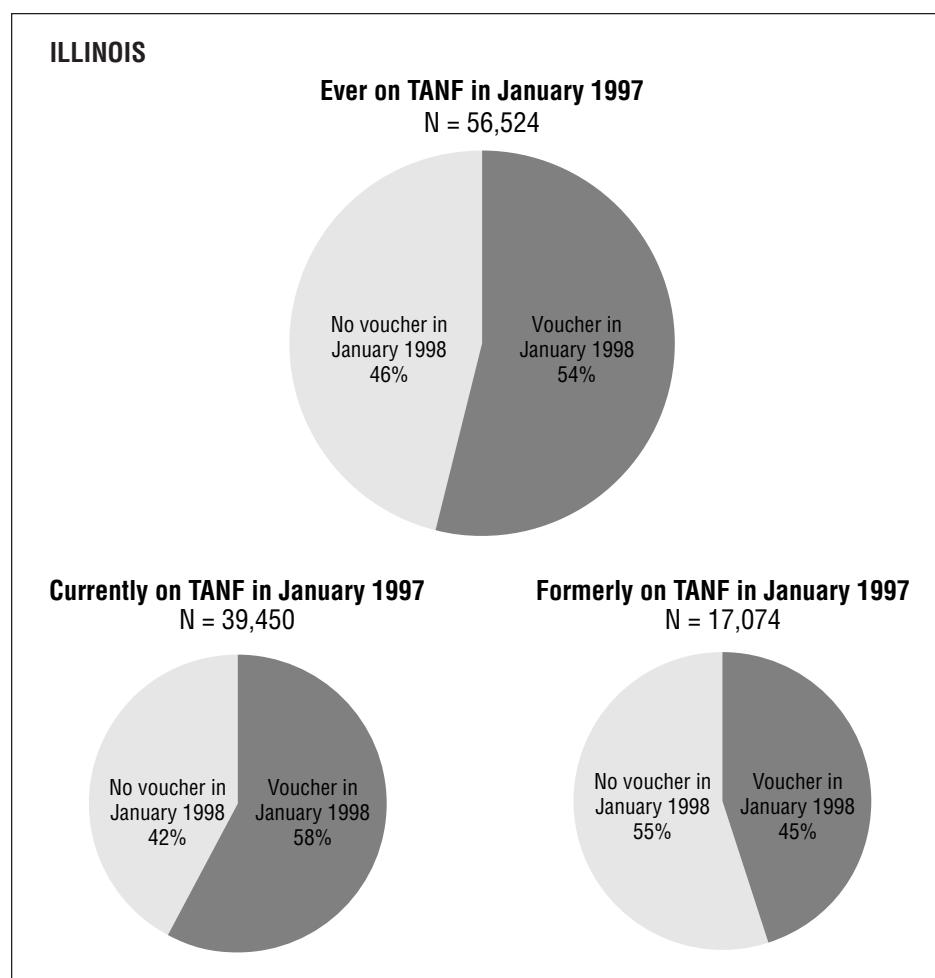 ILLINOIS
Ever on TANF in January 1997
N = 56,524
No voucher in
January 1998
46%
Voucher in
January 1998
54%
Currently on TANF in January 1997
N = 39,450
No voucher in
January 1998
42%
Voucher in
January 1998
58%
Formerly on TANF in January 1997
N = 17,074
No voucher in
January 1998
55%
Voucher in
January 1998
45%